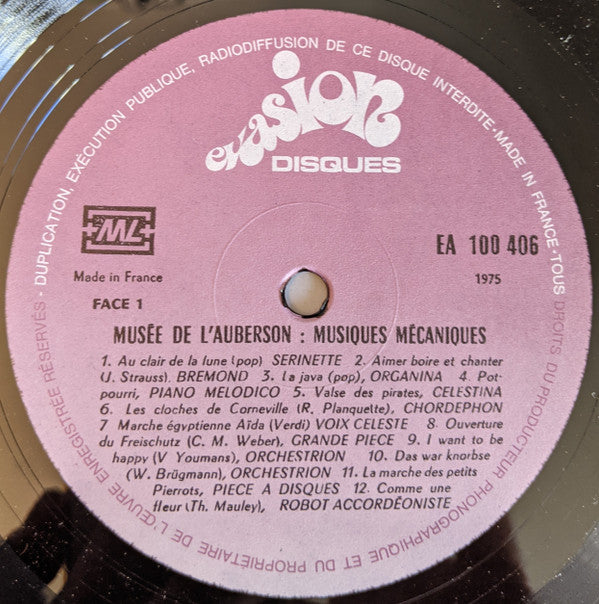 DUPLICATION, EXÉCUTION PUBLIQUE, RADIODIFFUSION DE CE DISQUE INTERDITE · MADE IN FRANCE · TOUS DROITS DU PRODUCTEUR PHONOGRAPHIQUE ET DU PROPRIÉTAIRE DE L'ŒUVRE ENREGISTRÉE RÉSERVÉS ·
evasion
DISQUES
ML
EA 100 406
Made in France
1975
FACE 1
MUSÉE DE L'AUBERSON : MUSIQUES MÉCANIQUES
1. Au clair de la lune (pop) SERINETTE 2. Aimer boire et chanter
(J. Strauss). BREMOND 3. La java (pop), ORGANINA 4. Pot-
pourri, PIANO MELODICO 5. Valse des pirates, CELESTINA
6. Les cloches de Corneville (R. Planquette), CHORDEPHON
7 Marche égyptienne Aïda (Verdi) VOIX CELESTE 8. Ouverture
du Freischutz (C. M. Weber), GRANDE PIECE 9. I want to be
happy (V Youmans), ORCHESTRION 10. Das war knorbse
(W. Brügmann), ORCHESTRION 11. La marche des petits
Pierrots, PIECE A DISQUES 12. Comme une
fleur (Th. Mauley), ROBOT ACCORDÉONISTE